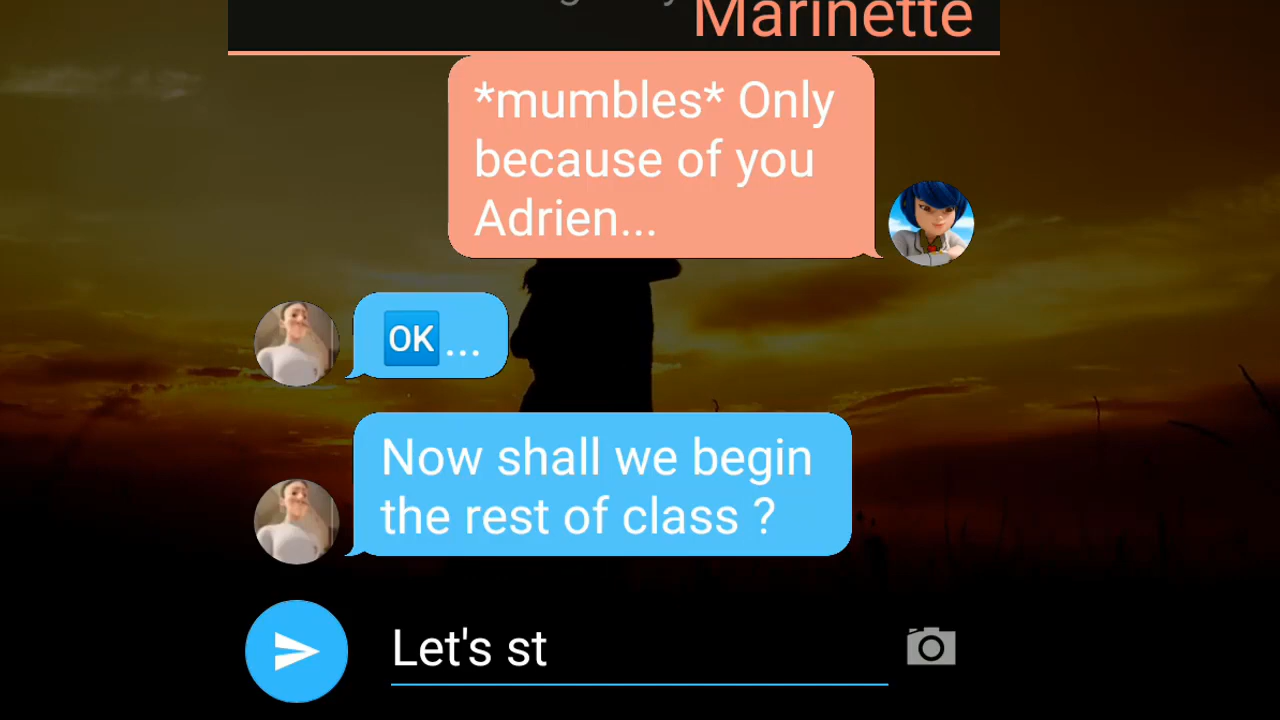 Marinette
*mumbles* Only
because of you
Adrien...
🆗...
Now shall we begin
the rest of class ?
Let's st